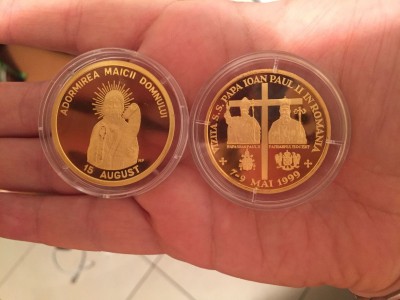 ADORMIREA MAICII DOMNULUI
15 AUGUST
VIZITA S.S. PAPA IOAN PAUL II IN ROMANIA
7-9
MAI 1999